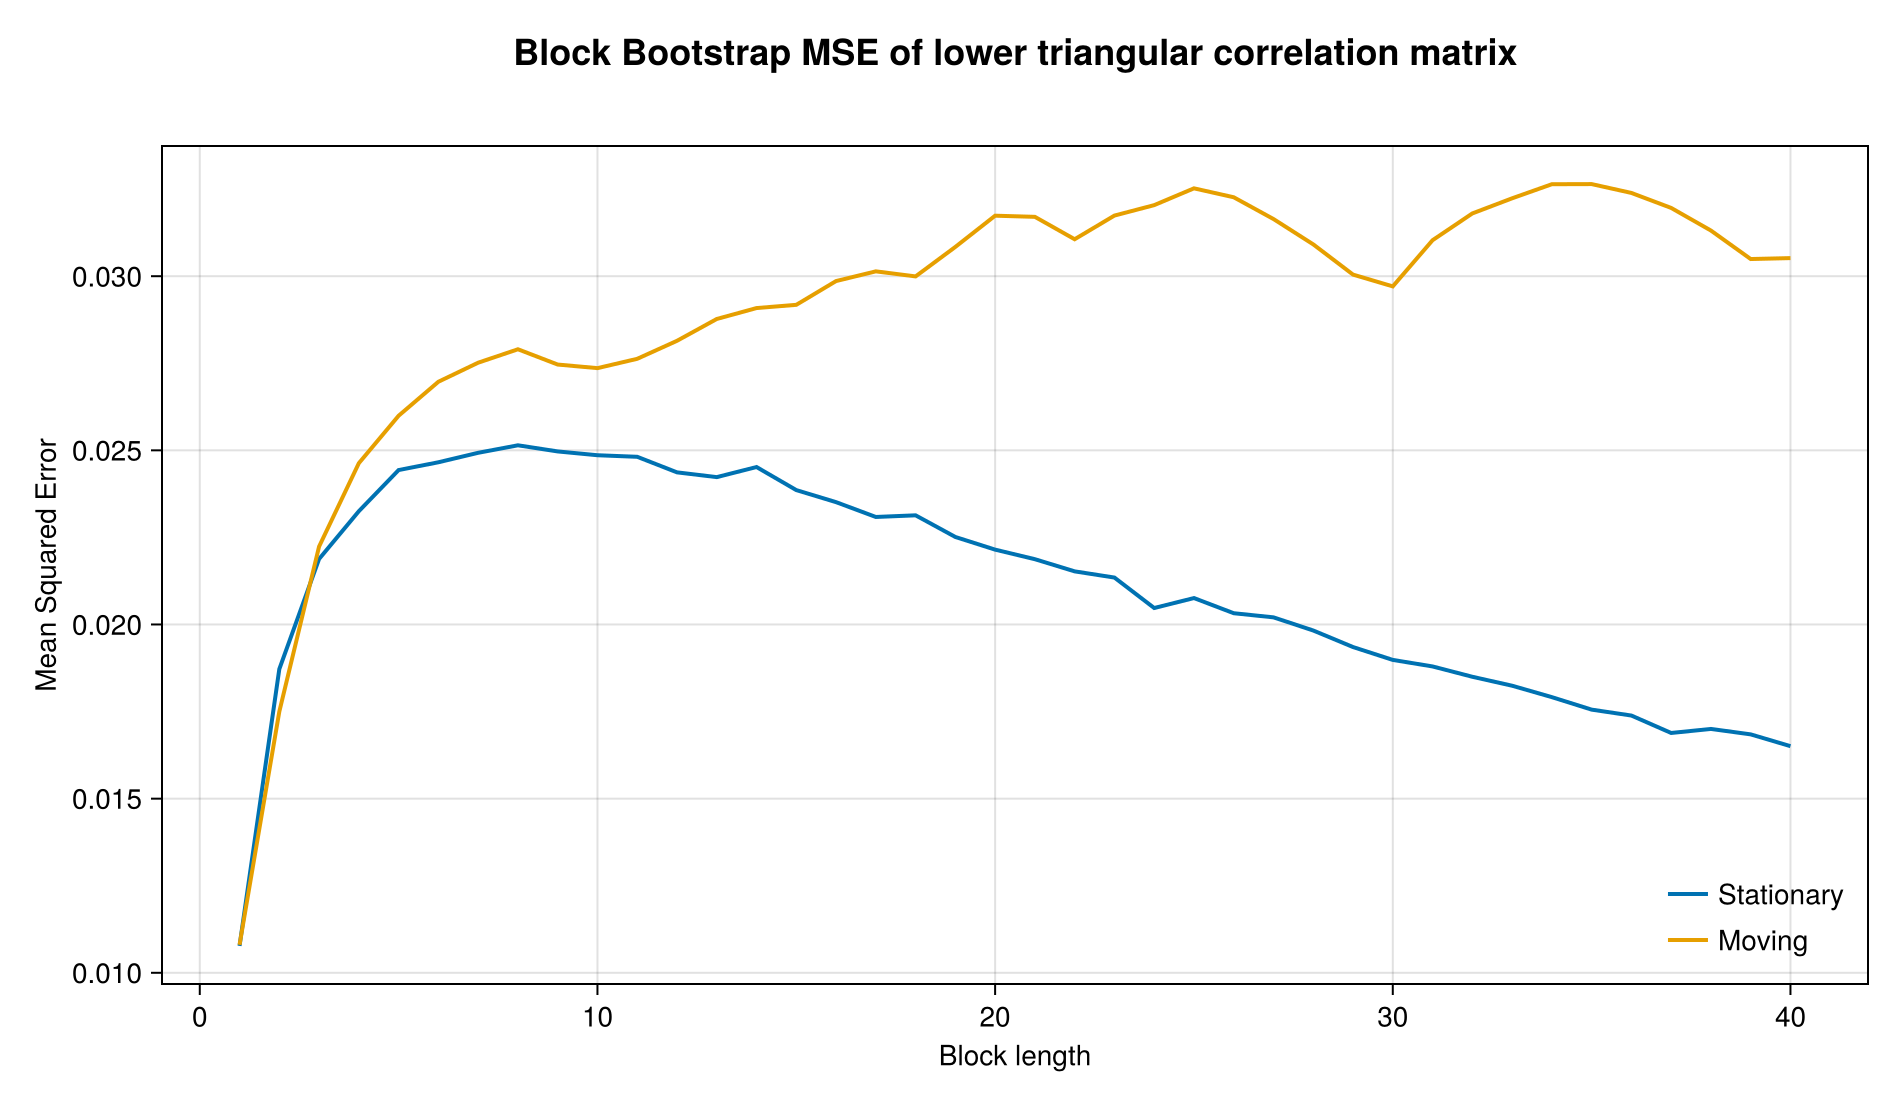 Block Bootstrap MSE of lower triangular correlation matrix
Mean Squared Error
0.030
0.025
0.020
0.015
0.010
Stationary
Moving
0 10 20 30 40
Block length